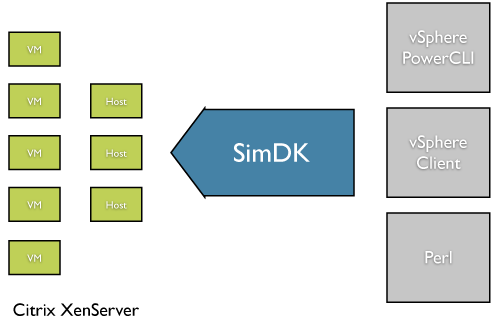 VM
VM
VM
VM
VM
Host
Host
Host
SimDK
vSphere
PowerCLI
vSphere
Client
Perl
Citrix XenServer